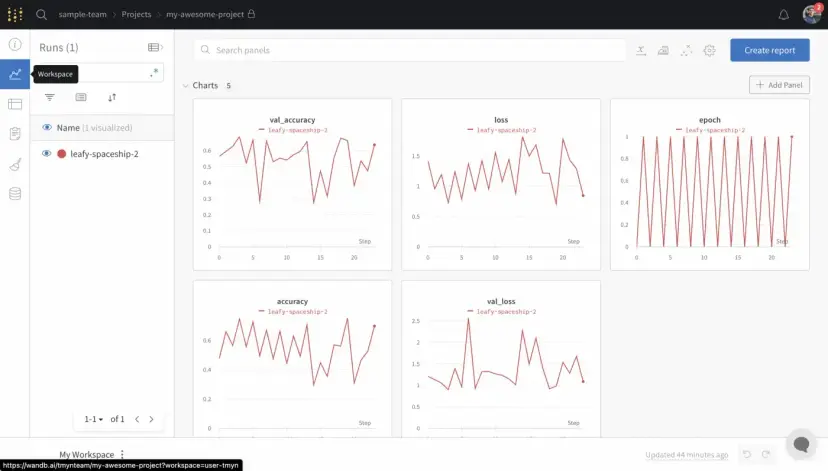 sample-team > Projects > my-awesome-project
2
Runs (1)
Search panels
Create report
Workspace
.*
Charts 5
+ Add Panel
Name (1 visualized)
leafy-spaceship-2
val_accuracy
leafy-spaceship-2
0.6
0.5
0.4
0.3
0.2
0.1
0
Step
0 5 10 15 20
loss
leafy-spaceship-2
1.5
1
0.5
0
Step
0 5 10 15 20
epoch
leafy-spaceship-2
1
0.8
0.6
0.4
0.2
0
Step
0 5 10 15 20
accuracy
leafy-spaceship-2
0.6
0.4
0.2
0
Step
val_loss
leafy-spaceship-2
2.5
2
1.5
1
0.5
0
Step
1-1 of 1
My Workspace
Updated 44 minutes ago
https://wandb.ai/tmynteam/my-awesome-project?workspace=user-tmyn